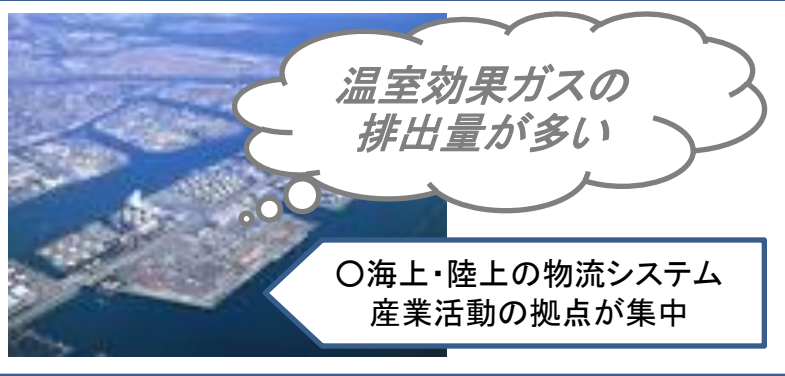 温室効果ガスの
排出量が多い
○海上・陸上の物流システム
産業活動の拠点が集中